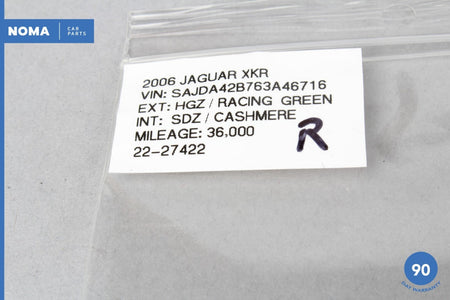 NOMA CAR PARTS
2006 JAGUAR XKR
VIN: SAJDA42B763A46716
EXT: HGZ / RACING GREEN
INT: SDZ / CASHMERE
MILEAGE: 36,000
22-27422
R
90
DAY WARRANTY